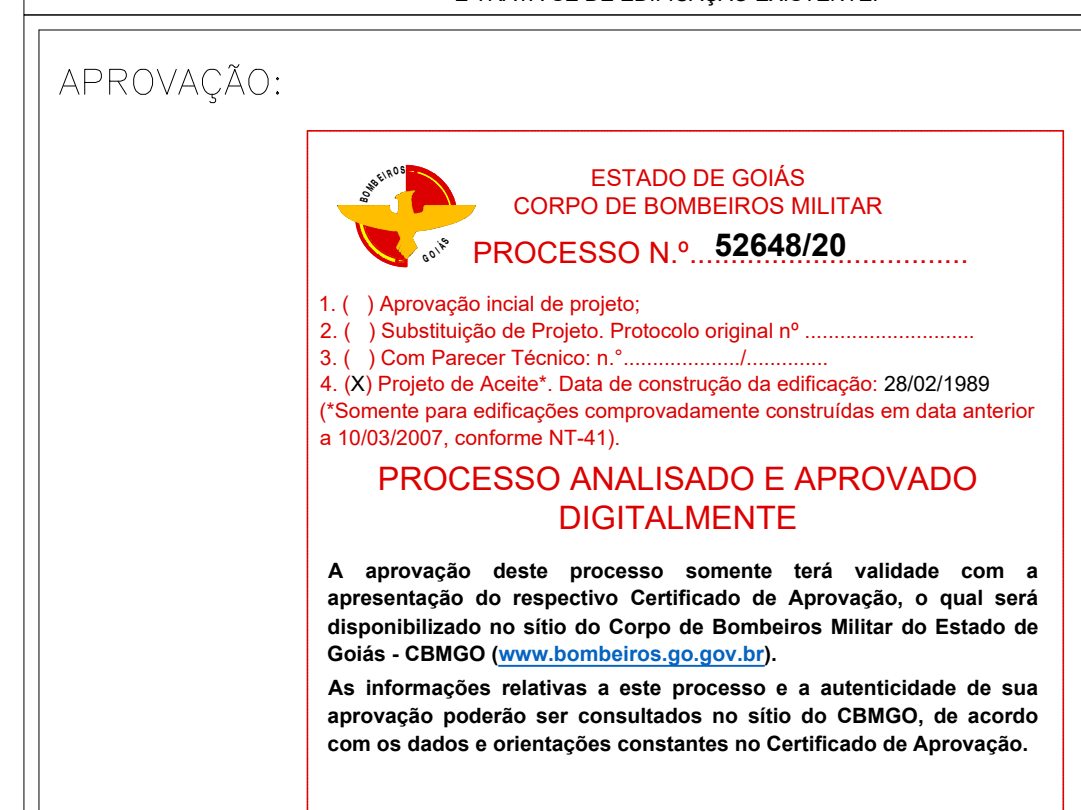 APROVAÇÃO:
BOMBEIROS
GOIÁS
ESTADO DE GOIÁS
CORPO DE BOMBEIROS MILITAR
PROCESSO N.º...52648/20................................
1. (   ) Aprovação incial de projeto;
2. (   ) Substituição de Projeto. Protocolo original nº .............................
3. (   ) Com Parecer Técnico: n.°..................../..............
4. (X) Projeto de Aceite*. Data de construção da edificação: 28/02/1989
(*Somente para edificações comprovadamente construídas em data anterior
a 10/03/2007, conforme NT-41).
PROCESSO ANALISADO E APROVADO
DIGITALMENTE
A aprovação deste processo somente terá validade com a
apresentação do respectivo Certificado de Aprovação, o qual será
disponibilizado no sítio do Corpo de Bombeiros Militar do Estado de
Goiás - CBMGO (www.bombeiros.go.gov.br).
As informações relativas a este processo e a autenticidade de sua
aprovação poderão ser consultados no sítio do CBMGO, de acordo
com os dados e orientações constantes no Certificado de Aprovação.